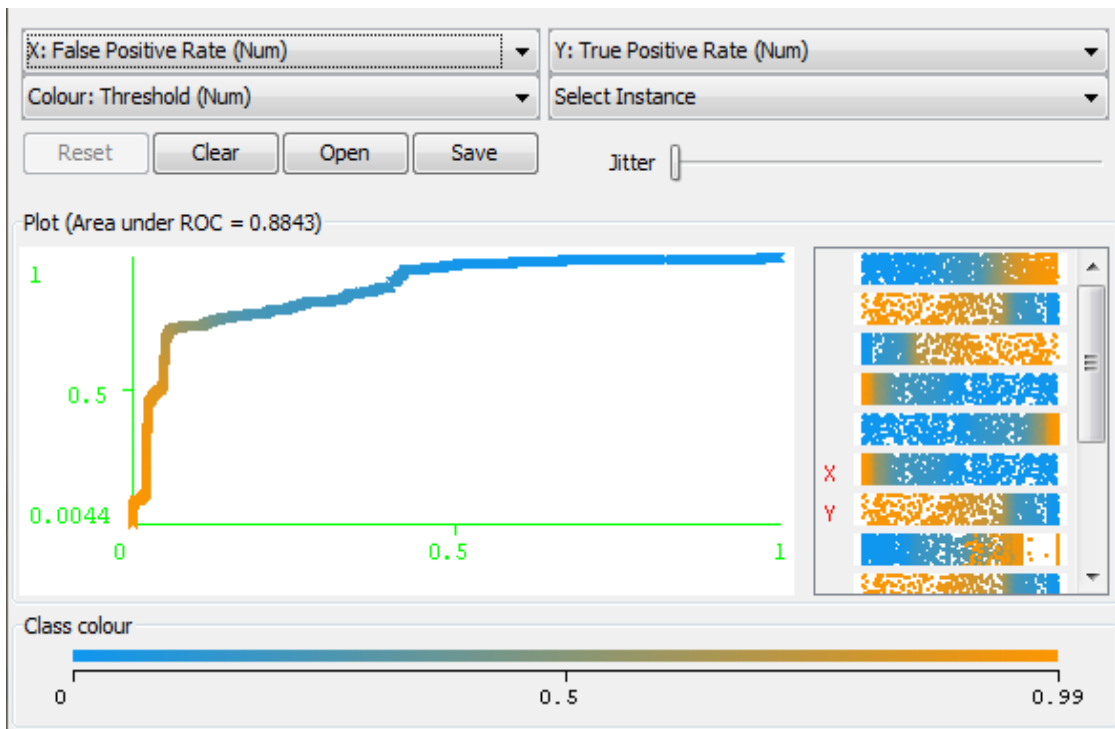 X: False Positive Rate (Num) Y: True Positive Rate (Num)
Colour: Threshold (Num) Select Instance
Reset Clear Open Save Jitter
Plot (Area under ROC = 0.8843)
1
0.5
X
0.0044 Y
0 0.5 1
Class colour
0 0.5 0.99